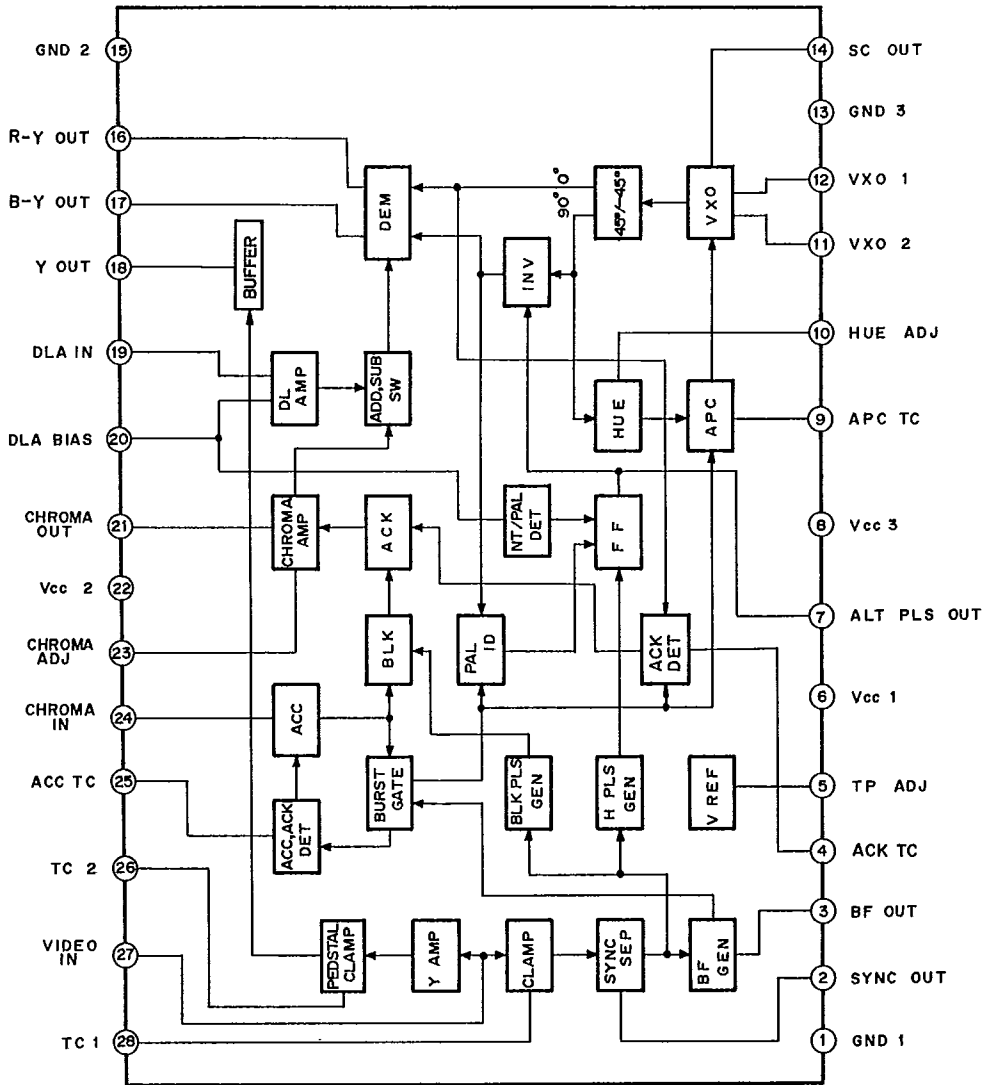 GND 2
15
14
SC OUT
13
GND 3
R-Y OUT
16
DEM
90°
0°
45°/-45°
VXO
12
VXO 1
B-Y OUT
17
11
VXO 2
Y OUT
18
BUFFER
INV
10
HUE ADJ
DLA IN
19
DL
AMP
ADD, SUB
SW
HUE
APC
9
APC TC
DLA BIAS
20
CHROMA
OUT
21
CHROMA
AMP
ACK
NT/PAL
DET
FF
8
Vcc 3
Vcc 2
22
7
ALT PLS OUT
CHROMA
ADJ
23
BLK
PAL
ID
ACK
DET
6
Vcc 1
CHROMA
IN
24
ACC
ACC TC
25
ACC, ACK
DET
BURST
GATE
BLK PLS
GEN
H PLS
GEN
V REF
5
TP ADJ
4
ACK TC
TC 2
26
3
BF OUT
VIDEO
IN
27
PEDSTAL
CLAMP
Y AMP
CLAMP
SYNC
SEP
BF
GEN
2
SYNC OUT
TC 1
28
1
GND 1